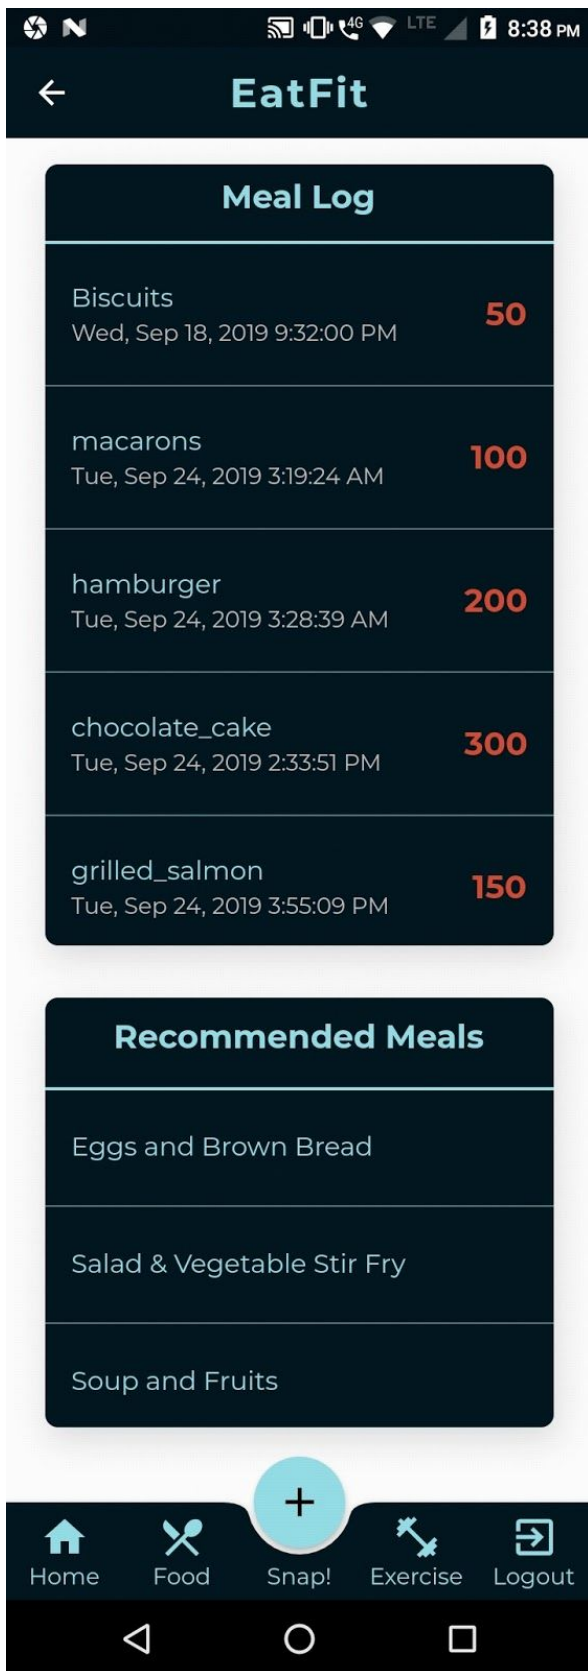 4G LTE 8:38 PM
EatFit
Meal Log
Biscuits
Wed, Sep 18, 2019 9:32:00 PM
50
macarons
Tue, Sep 24, 2019 3:19:24 AM
100
hamburger
Tue, Sep 24, 2019 3:28:39 AM
200
chocolate_cake
Tue, Sep 24, 2019 2:33:51 PM
300
grilled_salmon
Tue, Sep 24, 2019 3:55:09 PM
150
Recommended Meals
Eggs and Brown Bread
Salad & Vegetable Stir Fry
Soup and Fruits
Home Food Snap! Exercise Logout